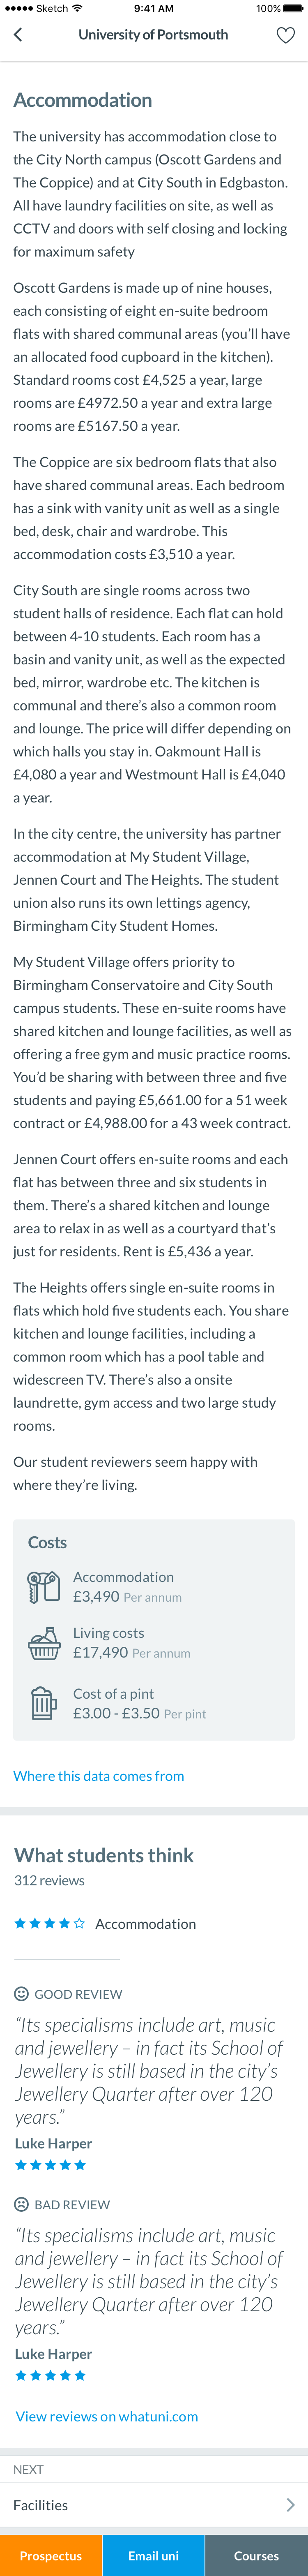 Sketch 9:41 AM 100%
University of Portsmouth
Accommodation
The university has accommodation close to
the City North campus (Oscott Gardens and
The Coppice) and at City South in Edgbaston.
All have laundry facilities on site, as well as
CCTV and doors with self closing and locking
for maximum safety
Oscott Gardens is made up of nine houses,
each consisting of eight en-suite bedroom
flats with shared communal areas (you'll have
an allocated food cupboard in the kitchen).
Standard rooms cost £4,525 a year, large
rooms are £4972.50 a year and extra large
rooms are £5167.50 a year.
The Coppice are six bedroom flats that also
have shared communal areas. Each bedroom
has a sink with vanity unit as well as a single
bed, desk, chair and wardrobe. This
accommodation costs £3,510 a year.
City South are single rooms across two
student halls of residence. Each flat can hold
between 4-10 students. Each room has a
basin and vanity unit, as well as the expected
bed, mirror, wardrobe etc. The kitchen is
communal and there's also a common room
and lounge. The price will differ depending on
which halls you stay in. Oakmount Hall is
£4,080 a year and Westmount Hall is £4,040
a year.
In the city centre, the university has partner
accommodation at My Student Village,
Jennen Court and The Heights. The student
union also runs its own lettings agency,
Birmingham City Student Homes.
My Student Village offers priority to
Birmingham Conservatoire and City South
campus students. These en-suite rooms have
shared kitchen and lounge facilities, as well as
offering a free gym and music practice rooms.
You'd be sharing with between three and five
students and paying £5,661.00 for a 51 week
contract or £4,988.00 for a 43 week contract.
Jennen Court offers en-suite rooms and each
flat has between three and six students in
them. There's a shared kitchen and lounge
area to relax in as well as a courtyard that's
just for residents. Rent is £5,436 a year.
The Heights offers single en-suite rooms in
flats which hold five students each. You share
kitchen and lounge facilities, including a
common room which has a pool table and
widescreen TV. There's also a onsite
laundrette, gym access and two large study
rooms.
Our student reviewers seem happy with
where they're living.
Costs
Accommodation
£3,490 Per annum
Living costs
£17,490 Per annum
Cost of a pint
£3.00 - £3.50 Per pint
Where this data comes from
What students think
312 reviews
Accommodation
GOOD REVIEW
“Its specialisms include art, music
and jewellery – in fact its School of
Jewellery is still based in the city's
Jewellery Quarter after over 120
years.”
Luke Harper
BAD REVIEW
“Its specialisms include art, music
and jewellery – in fact its School of
Jewellery is still based in the city's
Jewellery Quarter after over 120
years.”
Luke Harper
View reviews on whatuni.com
NEXT
Facilities
Prospectus Email uni Courses